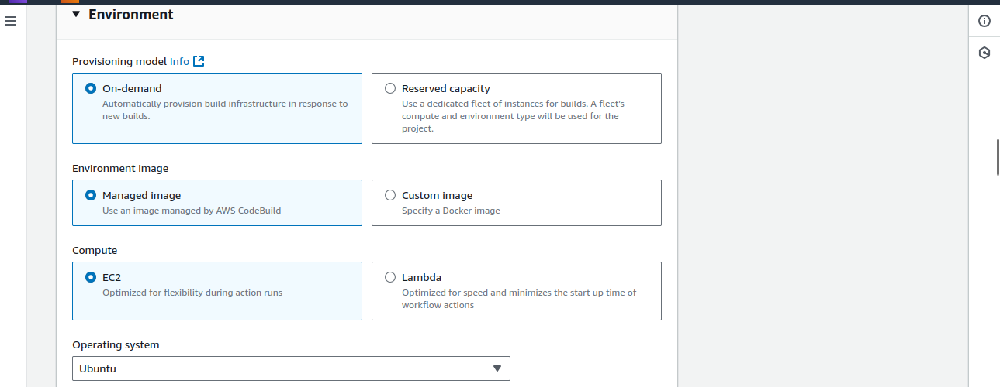 Environment
Provisioning model Info
On-demand
Automatically provision build infrastructure in response to
new builds.
Reserved capacity
Use a dedicated fleet of instances for builds. A fleet's
compute and environment type will be used for the
project.
Environment image
Managed image
Use an image managed by AWS CodeBuild
Custom image
Specify a Docker image
Compute
EC2
Optimized for flexibility during action runs
Lambda
Optimized for speed and minimizes the start up time of
workflow actions
Operating system
Ubuntu